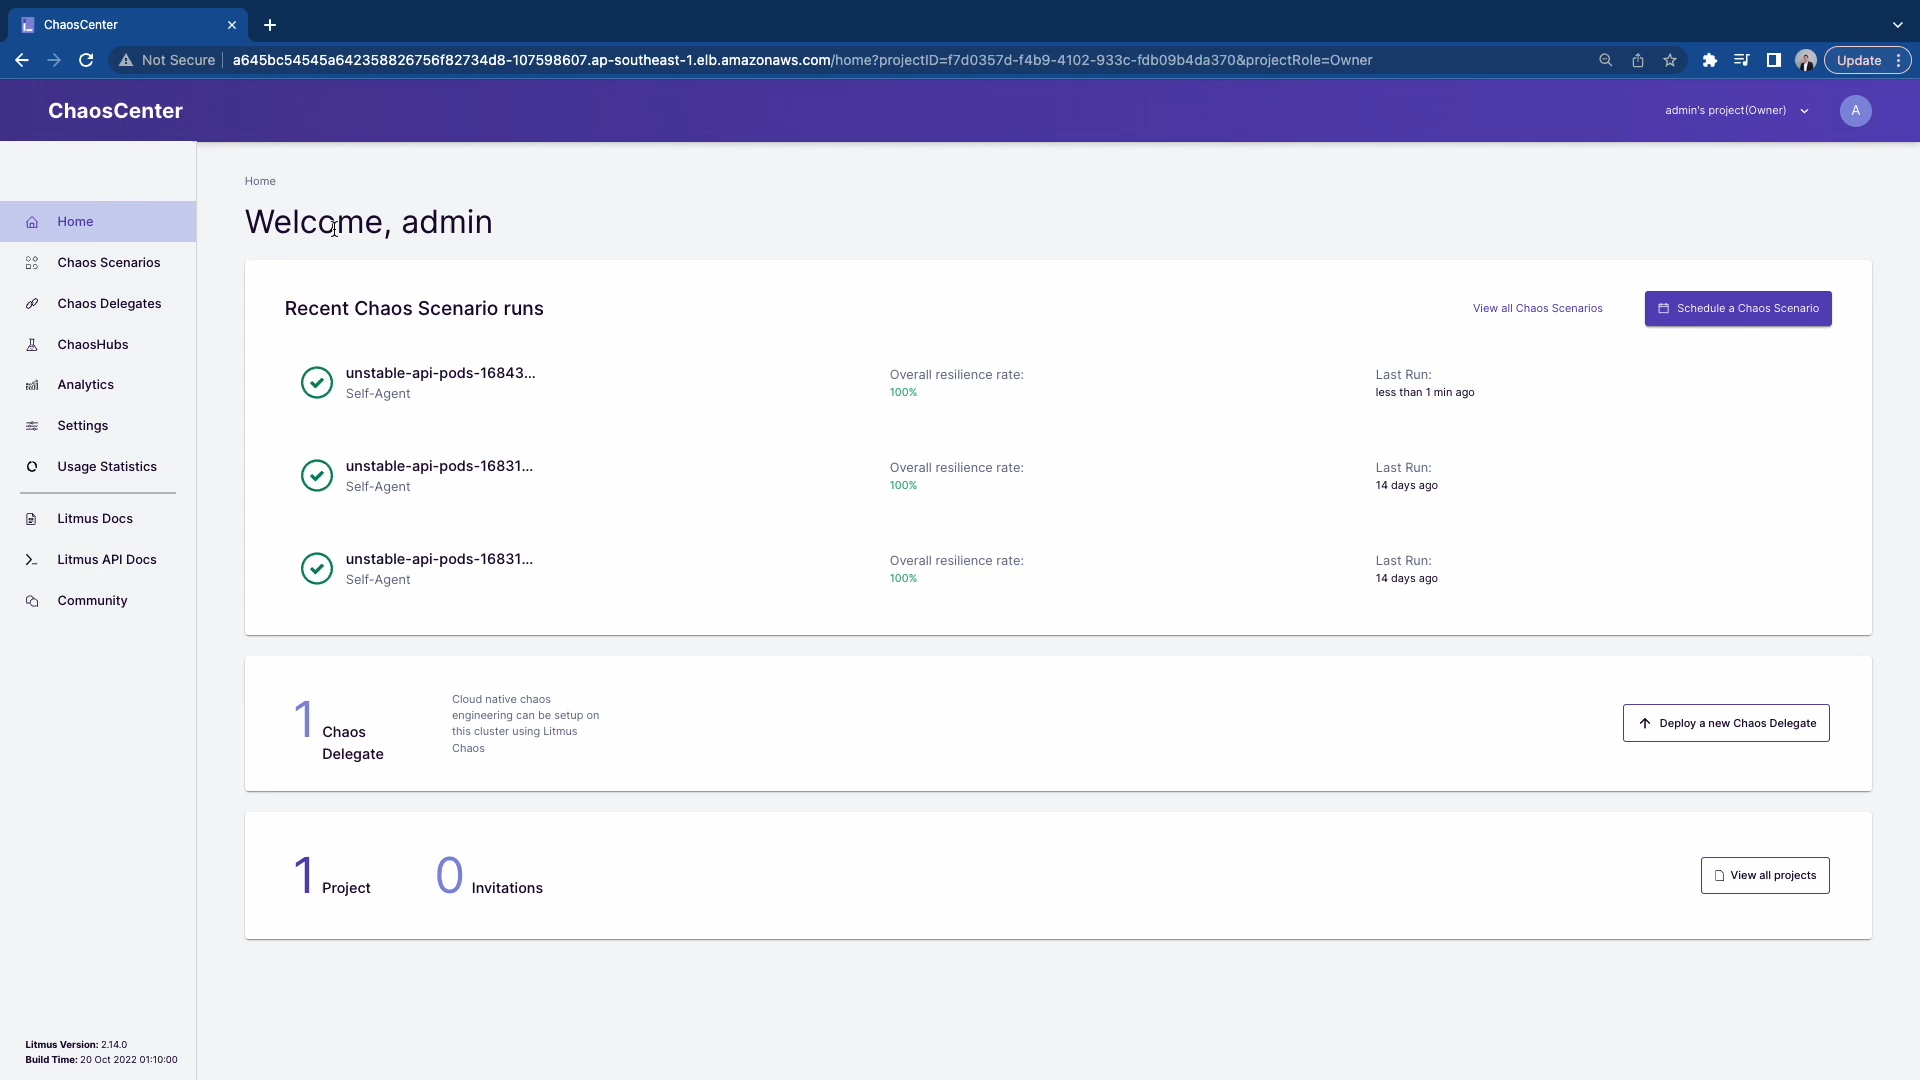 ChaosCenter
Not Secure
a645bc54545a642358826756f82734d8-107598607.ap-southeast-1.elb.amazonaws.com/home?projectID=f7d0357d-f4b9-4102-933c-fdb09b4da370&projectRole=Owner
Update
ChaosCenter
admin's project(Owner)
A
Home
Chaos Scenarios
Chaos Delegates
ChaosHubs
Analytics
Settings
Usage Statistics
Litmus Docs
Litmus API Docs
Community
Litmus Version: 2.14.0
Build Time: 20 Oct 2022 01:10:00
Home
Welcome, admin
Recent Chaos Scenario runs
View all Chaos Scenarios
Schedule a Chaos Scenario
unstable-api-pods-16843...
Self-Agent
Overall resilience rate:
100%
Last Run:
less than 1 min ago
unstable-api-pods-16831...
Self-Agent
Overall resilience rate:
100%
Last Run:
14 days ago
unstable-api-pods-16831...
Self-Agent
Overall resilience rate:
100%
Last Run:
14 days ago
1 Chaos
Delegate
Cloud native chaos
engineering can be setup on
this cluster using Litmus
Chaos
Deploy a new Chaos Delegate
1 Project
0 Invitations
View all projects